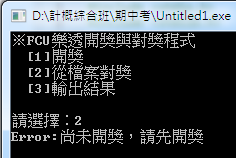 D:\計概綜合班\期中考\Untitled1.exe
※FCU樂透開獎與對獎程式
[1]開獎
[2]從檔案對獎
[3]輸出結果
請選擇：2
Error:尚未開獎，請先開獎